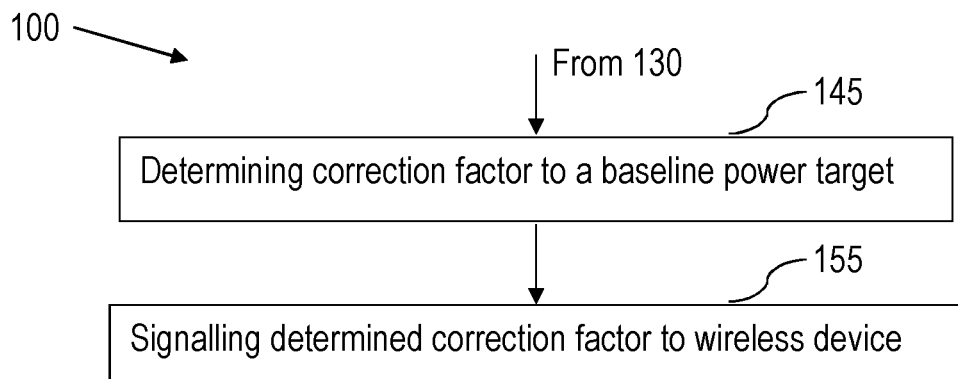 100
From 130
145
Determining correction factor to a baseline power target
155
Signalling determined correction factor to wireless device